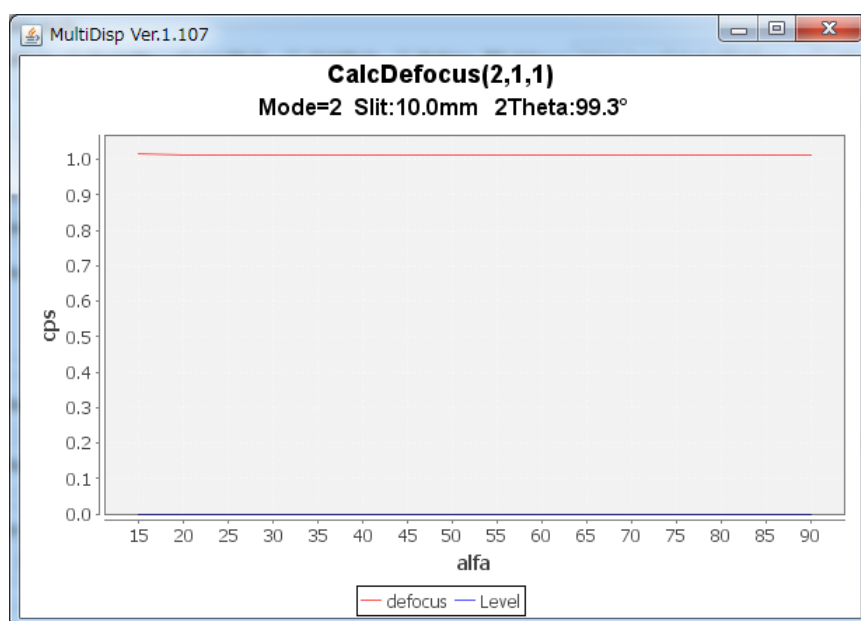 MultiDisp Ver.1.107
CalcDefocus(2,1,1)
Mode=2 Slit:10.0mm 2Theta:99.3°
cps
1.0
0.9
0.8
0.7
0.6
0.5
0.4
0.3
0.2
0.1
0.0
15 20 25 30 35 40 45 50 55 60 65 70 75 80 85 90
alfa
defocus Level